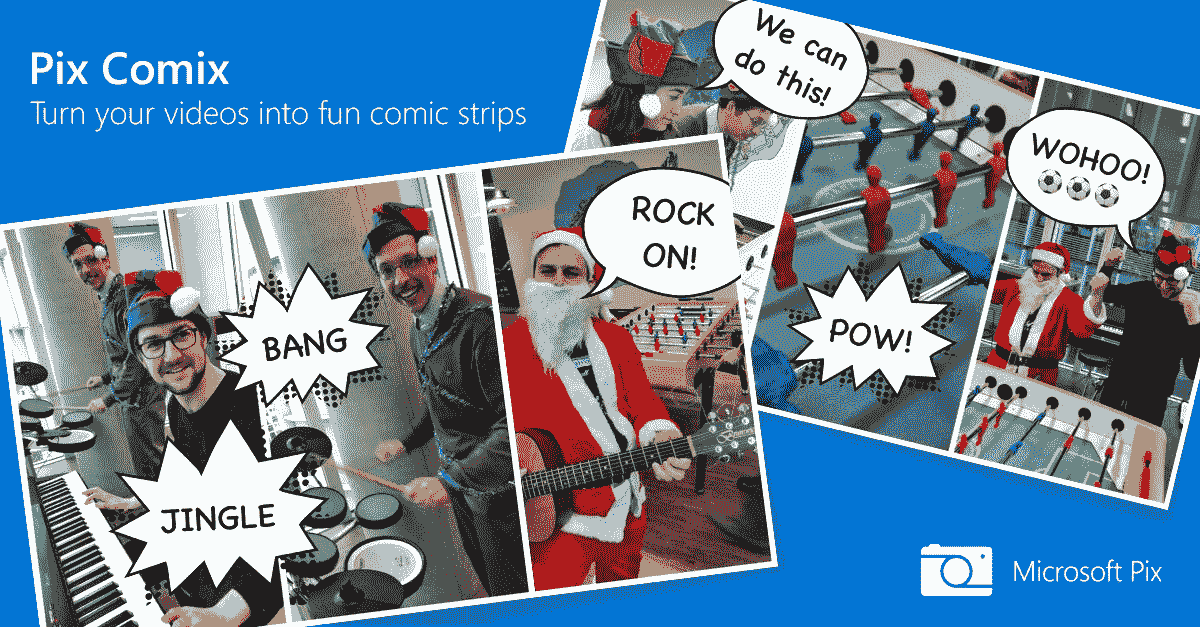 Pix Comix
Turn your videos into fun comic strips
We can
do this!
WOHOO!
POW!
ROCK
ON!
BANG
JINGLE
Microsoft Pix